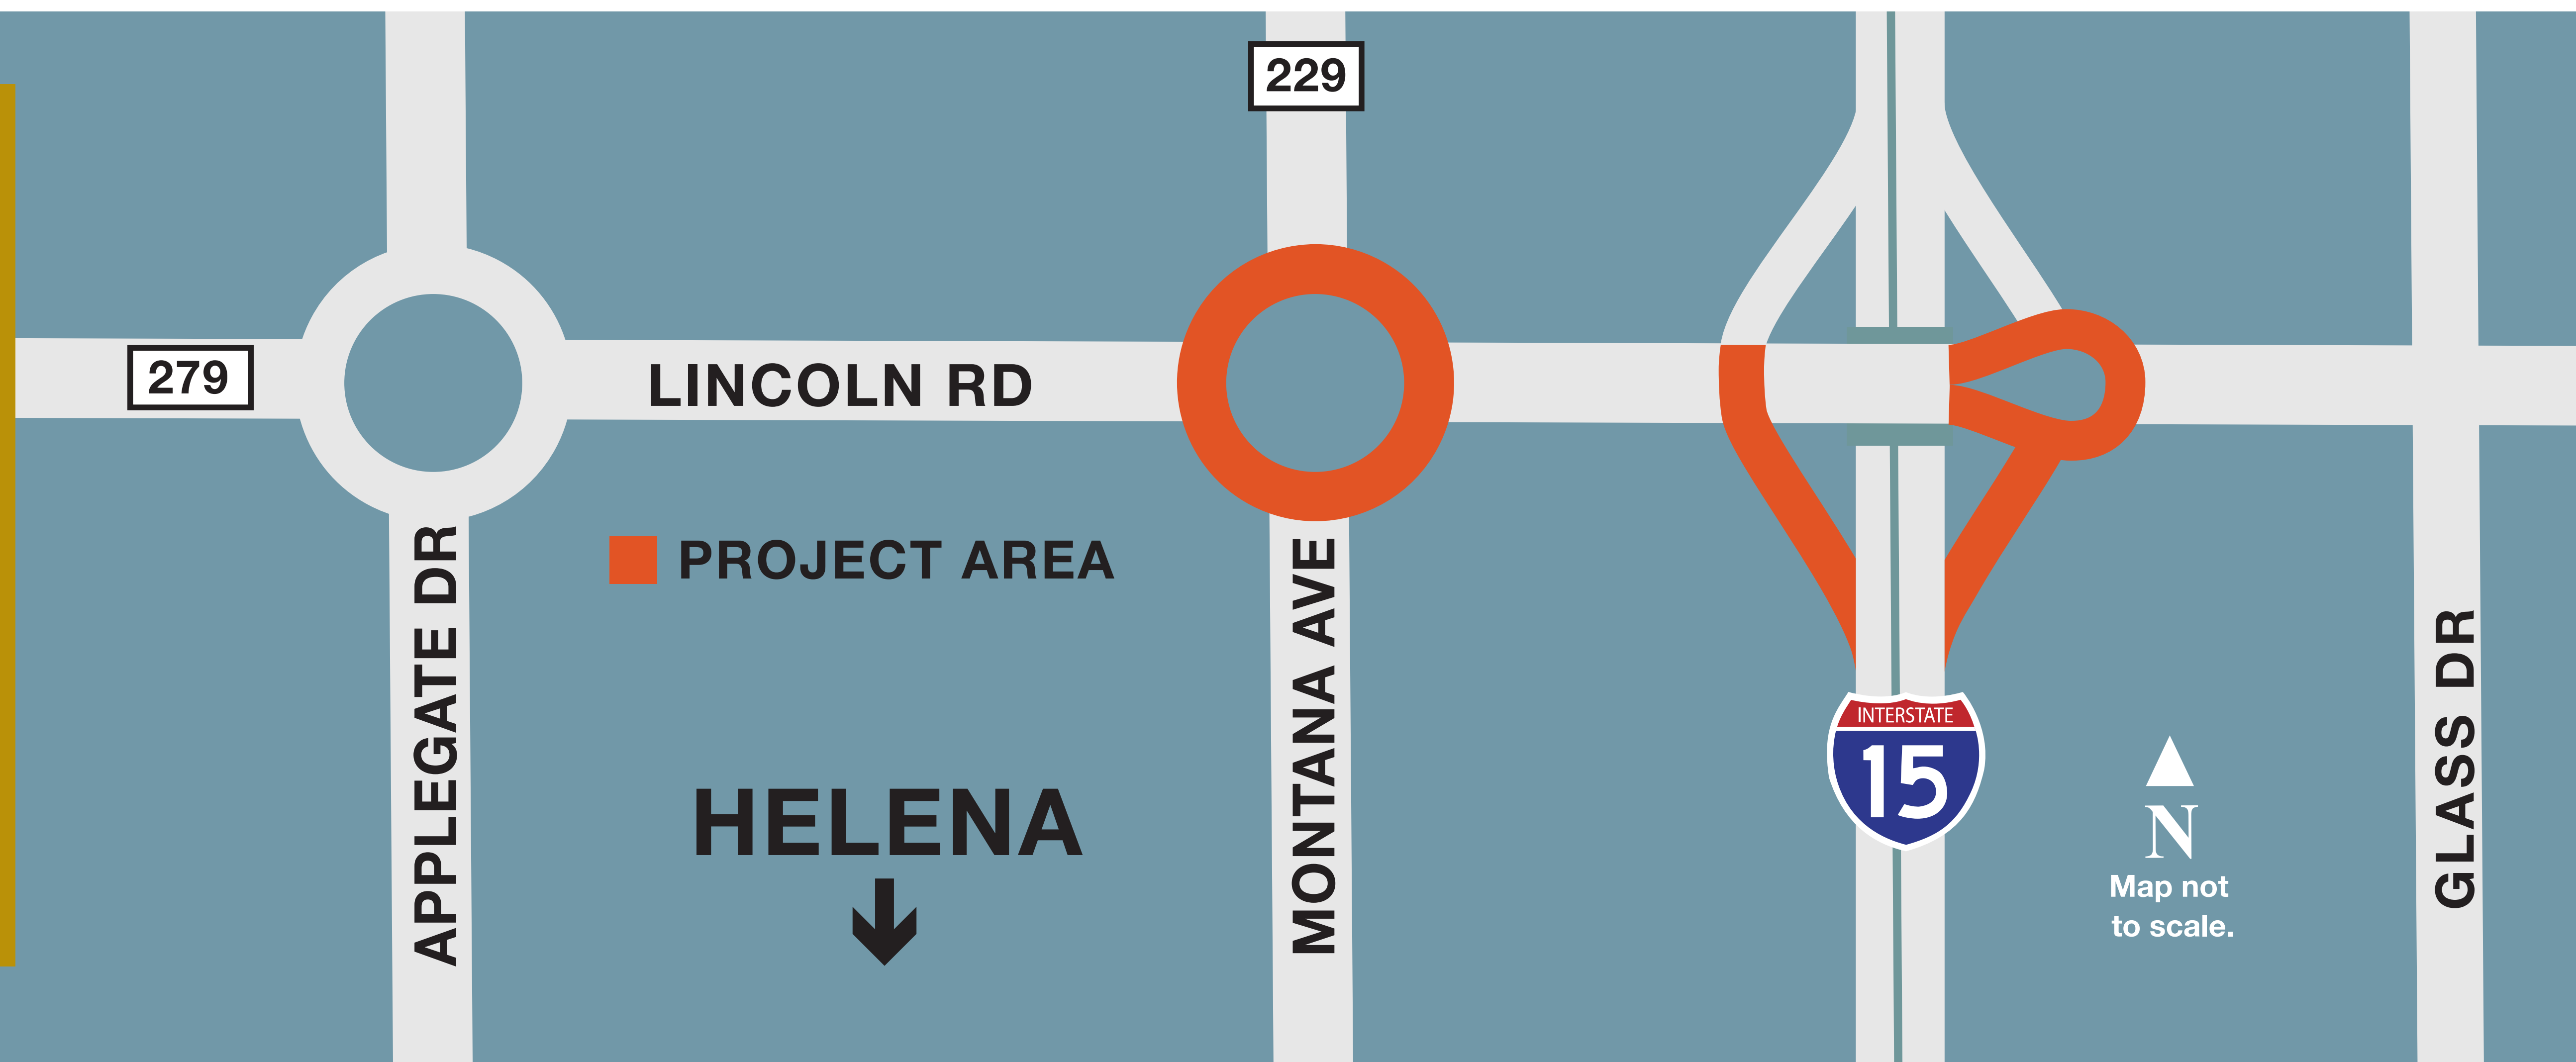 229
279
LINCOLN RD
PROJECT AREA
APPLEGATE DR
HELENA
MONTANA AVE
INTERSTATE
15
N
Map not
to scale.
GLASS DR